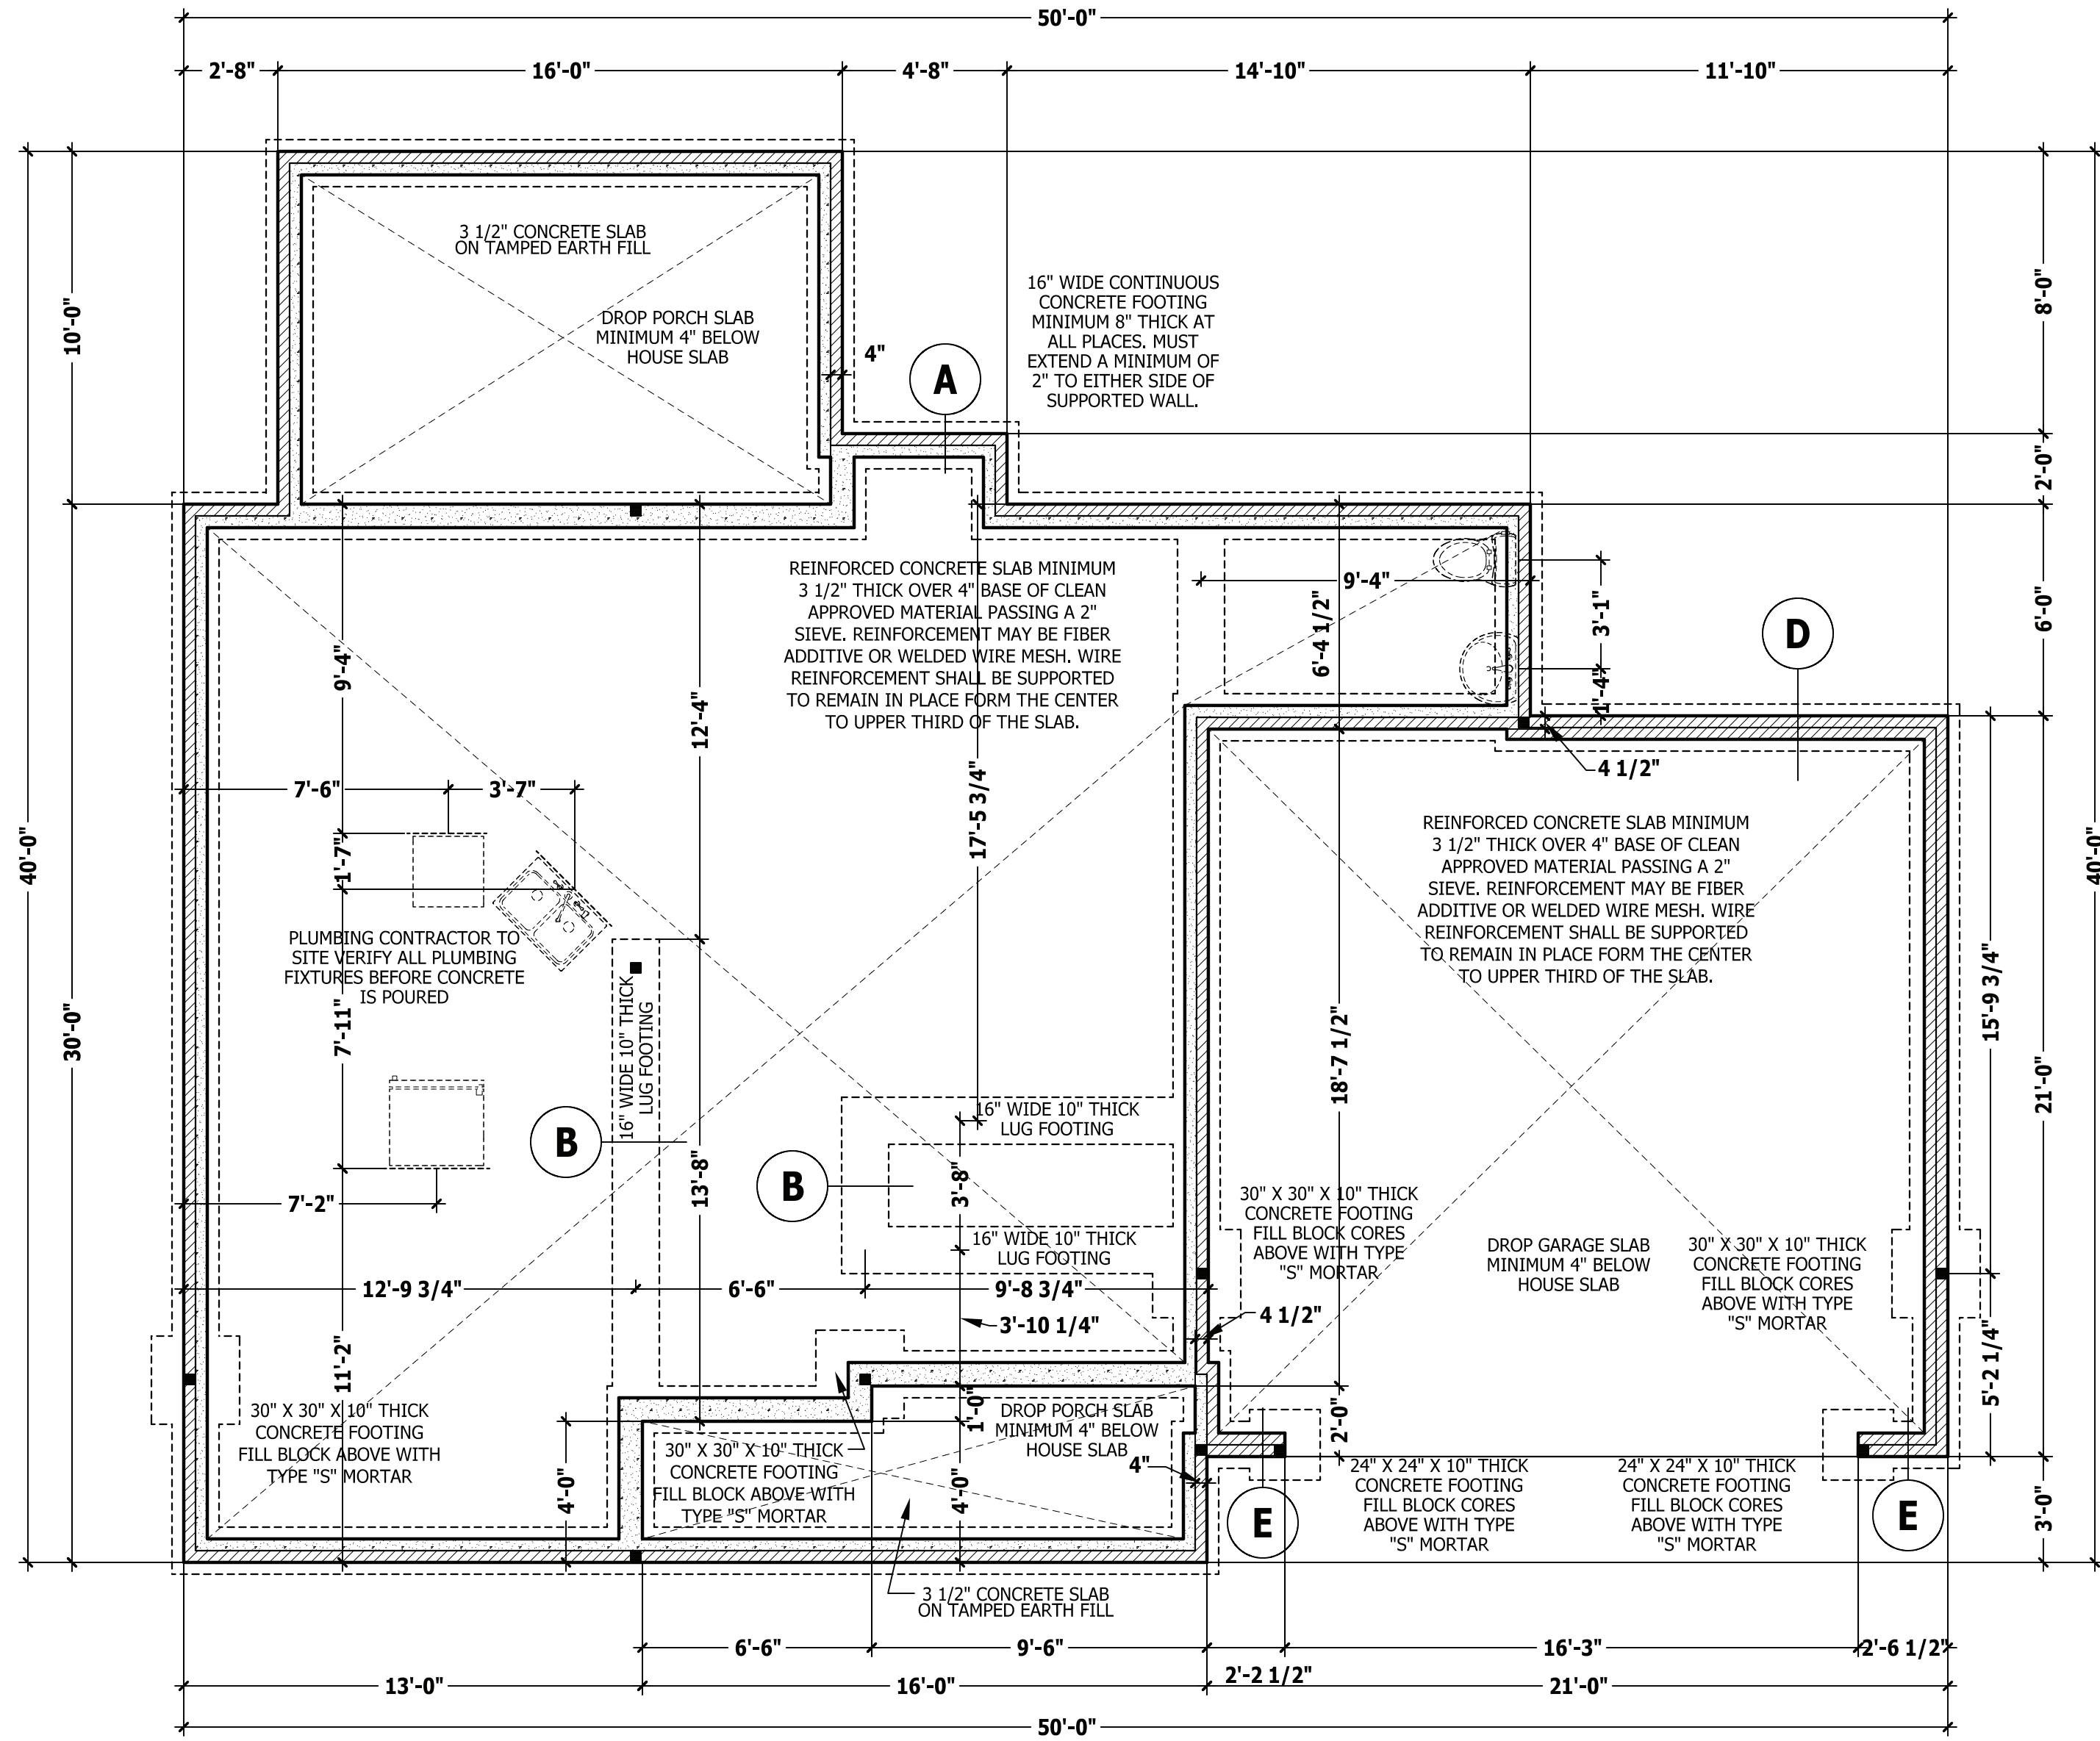 50'-0"
2'-8"
16'-0"
4'-8"
14'-10"
11'-10"
3 1/2" CONCRETE SLAB
ON TAMPED EARTH FILL
DROP PORCH SLAB
MINIMUM 4" BELOW
HOUSE SLAB
4"
A
16" WIDE CONTINUOUS
CONCRETE FOOTING
MINIMUM 8" THICK AT
ALL PLACES. MUST
EXTEND A MINIMUM OF
2" TO EITHER SIDE OF
SUPPORTED WALL.
10'-0"
40'-0"
30'-0"
8'-0"
2'-0"
6'-0"
40'-0"
21'-0"
3'-0"
15'-9 3/4"
5'-2 1/4"
REINFORCED CONCRETE SLAB MINIMUM
3 1/2" THICK OVER 4" BASE OF CLEAN
APPROVED MATERIAL PASSING A 2"
SIEVE. REINFORCEMENT MAY BE FIBER
ADDITIVE OR WELDED WIRE MESH. WIRE
REINFORCEMENT SHALL BE SUPPORTED
TO REMAIN IN PLACE FORM THE CENTER
TO UPPER THIRD OF THE SLAB.
9'-4"
6'-4 1/2"
3'-1"
1'-4"
D
4 1/2"
9'-4"
12'-4"
17'-5 3/4"
7'-6"
3'-7"
1'-7"
PLUMBING CONTRACTOR TO
SITE VERIFY ALL PLUMBING
FIXTURES BEFORE CONCRETE
IS POURED
7'-11"
16" WIDE 10" THICK
LUG FOOTING
B
13'-8"
7'-2"
REINFORCED CONCRETE SLAB MINIMUM
3 1/2" THICK OVER 4" BASE OF CLEAN
APPROVED MATERIAL PASSING A 2"
SIEVE. REINFORCEMENT MAY BE FIBER
ADDITIVE OR WELDED WIRE MESH. WIRE
REINFORCEMENT SHALL BE SUPPORTED
TO REMAIN IN PLACE FORM THE CENTER
TO UPPER THIRD OF THE SLAB.
18'-7 1/2"
16" WIDE 10" THICK
LUG FOOTING
B
3'-8"
16" WIDE 10" THICK
LUG FOOTING
30" X 30" X 10" THICK
CONCRETE FOOTING
FILL BLOCK CORES
ABOVE WITH TYPE
"S" MORTAR
DROP GARAGE SLAB
MINIMUM 4" BELOW
HOUSE SLAB
30" X 30" X 10" THICK
CONCRETE FOOTING
FILL BLOCK CORES
ABOVE WITH TYPE
"S" MORTAR
12'-9 3/4"
6'-6"
9'-8 3/4"
3'-10 1/4"
4 1/2"
11'-2"
30" X 30" X 10" THICK
CONCRETE FOOTING
FILL BLOCK ABOVE WITH
TYPE "S" MORTAR
4'-0"
30" X 30" X 10" THICK
CONCRETE FOOTING
FILL BLOCK ABOVE WITH
TYPE "S" MORTAR
1'-0"
DROP PORCH SLAB
MINIMUM 4" BELOW
HOUSE SLAB
4"
4'-0"
2'-0"
E
24" X 24" X 10" THICK
CONCRETE FOOTING
FILL BLOCK CORES
ABOVE WITH TYPE
"S" MORTAR
24" X 24" X 10" THICK
CONCRETE FOOTING
FILL BLOCK CORES
ABOVE WITH TYPE
"S" MORTAR
E
3 1/2" CONCRETE SLAB
ON TAMPED EARTH FILL
6'-6"
9'-6"
16'-3"
2'-6 1/2"
2'-2 1/2"
13'-0"
16'-0"
21'-0"
50'-0"